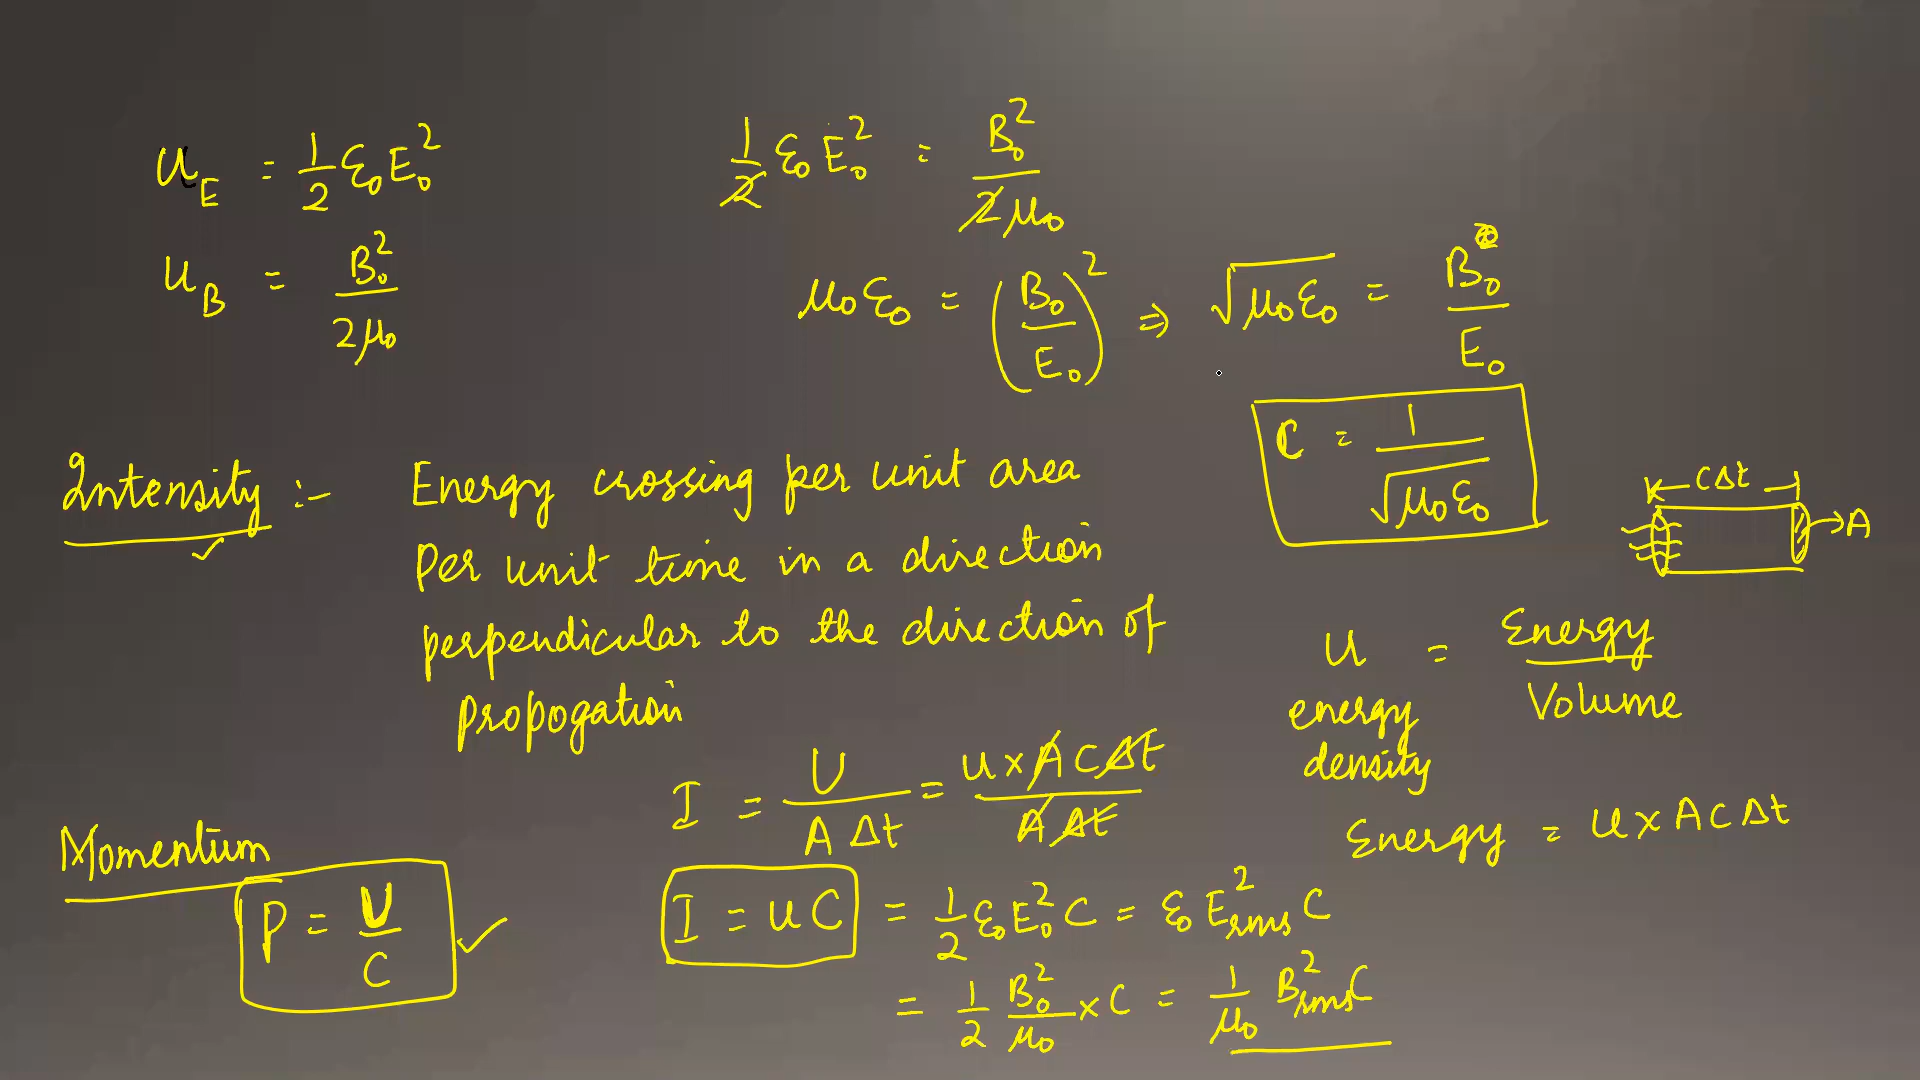 u_E = 1/2 ε₀E₀²
1/2 ε₀E₀² = B₀²/2μ₀
u_B = B₀²/2μ₀
μ₀ε₀ = (B₀/E₀)² ⇒ √μ₀ε₀ = B₀/E₀
C = 1/√μ₀ε₀
Intensity :- Energy crossing per unit area
Per unit time in a direction
perpendicular to the direction of
propogation
CΔt
→A
u = Energy/Volume
energy
density
I = U/AΔt = u×ACΔt/AΔt
Energy = u×ACΔt
I = uC = 1/2 ε₀E₀²C = ε₀E²rms C
= 1/2 B₀²/μ₀ ×C = 1/μ₀ B²rms C
Momentum
P = U/C